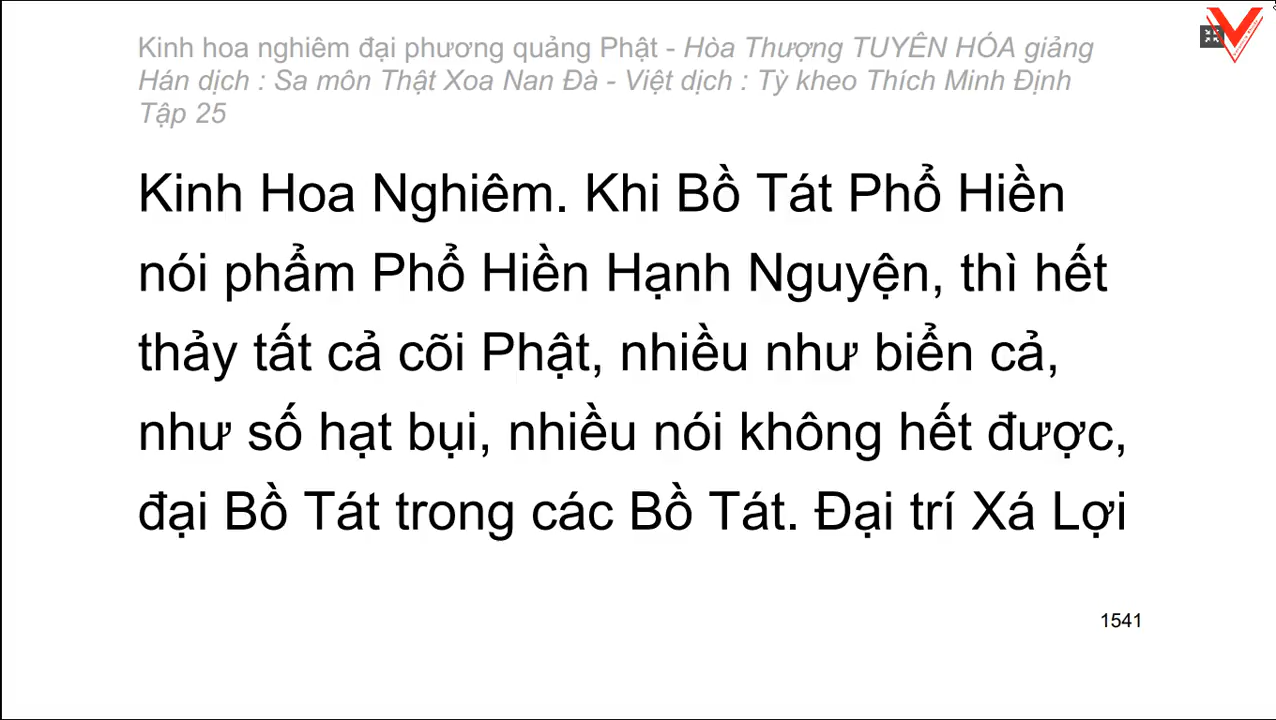 Kinh hoa nghiêm đại phương quảng Phật - Hòa Thượng TUYÊN HÓA giảng
Hán dịch : Sa môn Thật Xoa Nan Đà - Việt dịch : Tỳ kheo Thích Minh Định
Tập 25
Kinh Hoa Nghiêm. Khi Bồ Tát Phổ Hiền
nói phẩm Phổ Hiền Hạnh Nguyện, thì hết
thảy tất cả cõi Phật, nhiều như biển cả,
như số hạt bụi, nhiều nói không hết được,
đại Bồ Tát trong các Bồ Tát. Đại trí Xá Lợi
1541